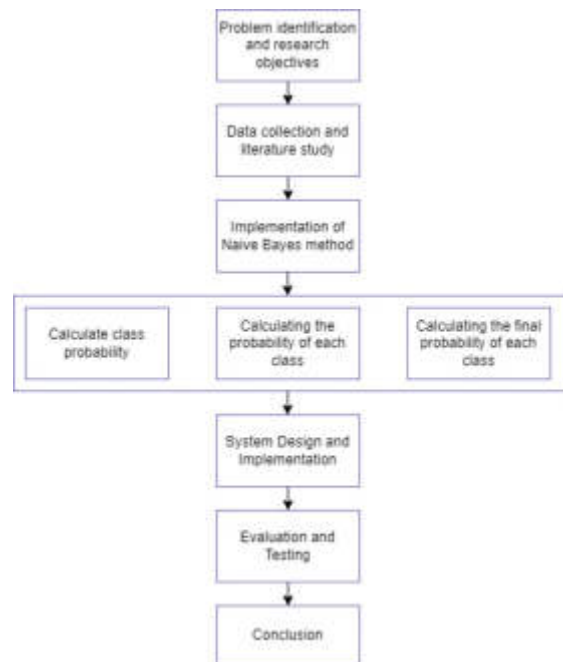 Problem identification
and research
objectives
Data collection and
literature study
Implementation of
Naive Bayes method
Calculate class
probability
Calculating the
probability of each
class
Calculating the final
probability of each
class
System Design and
Implementation
Evaluation and
Testing
Conclusion